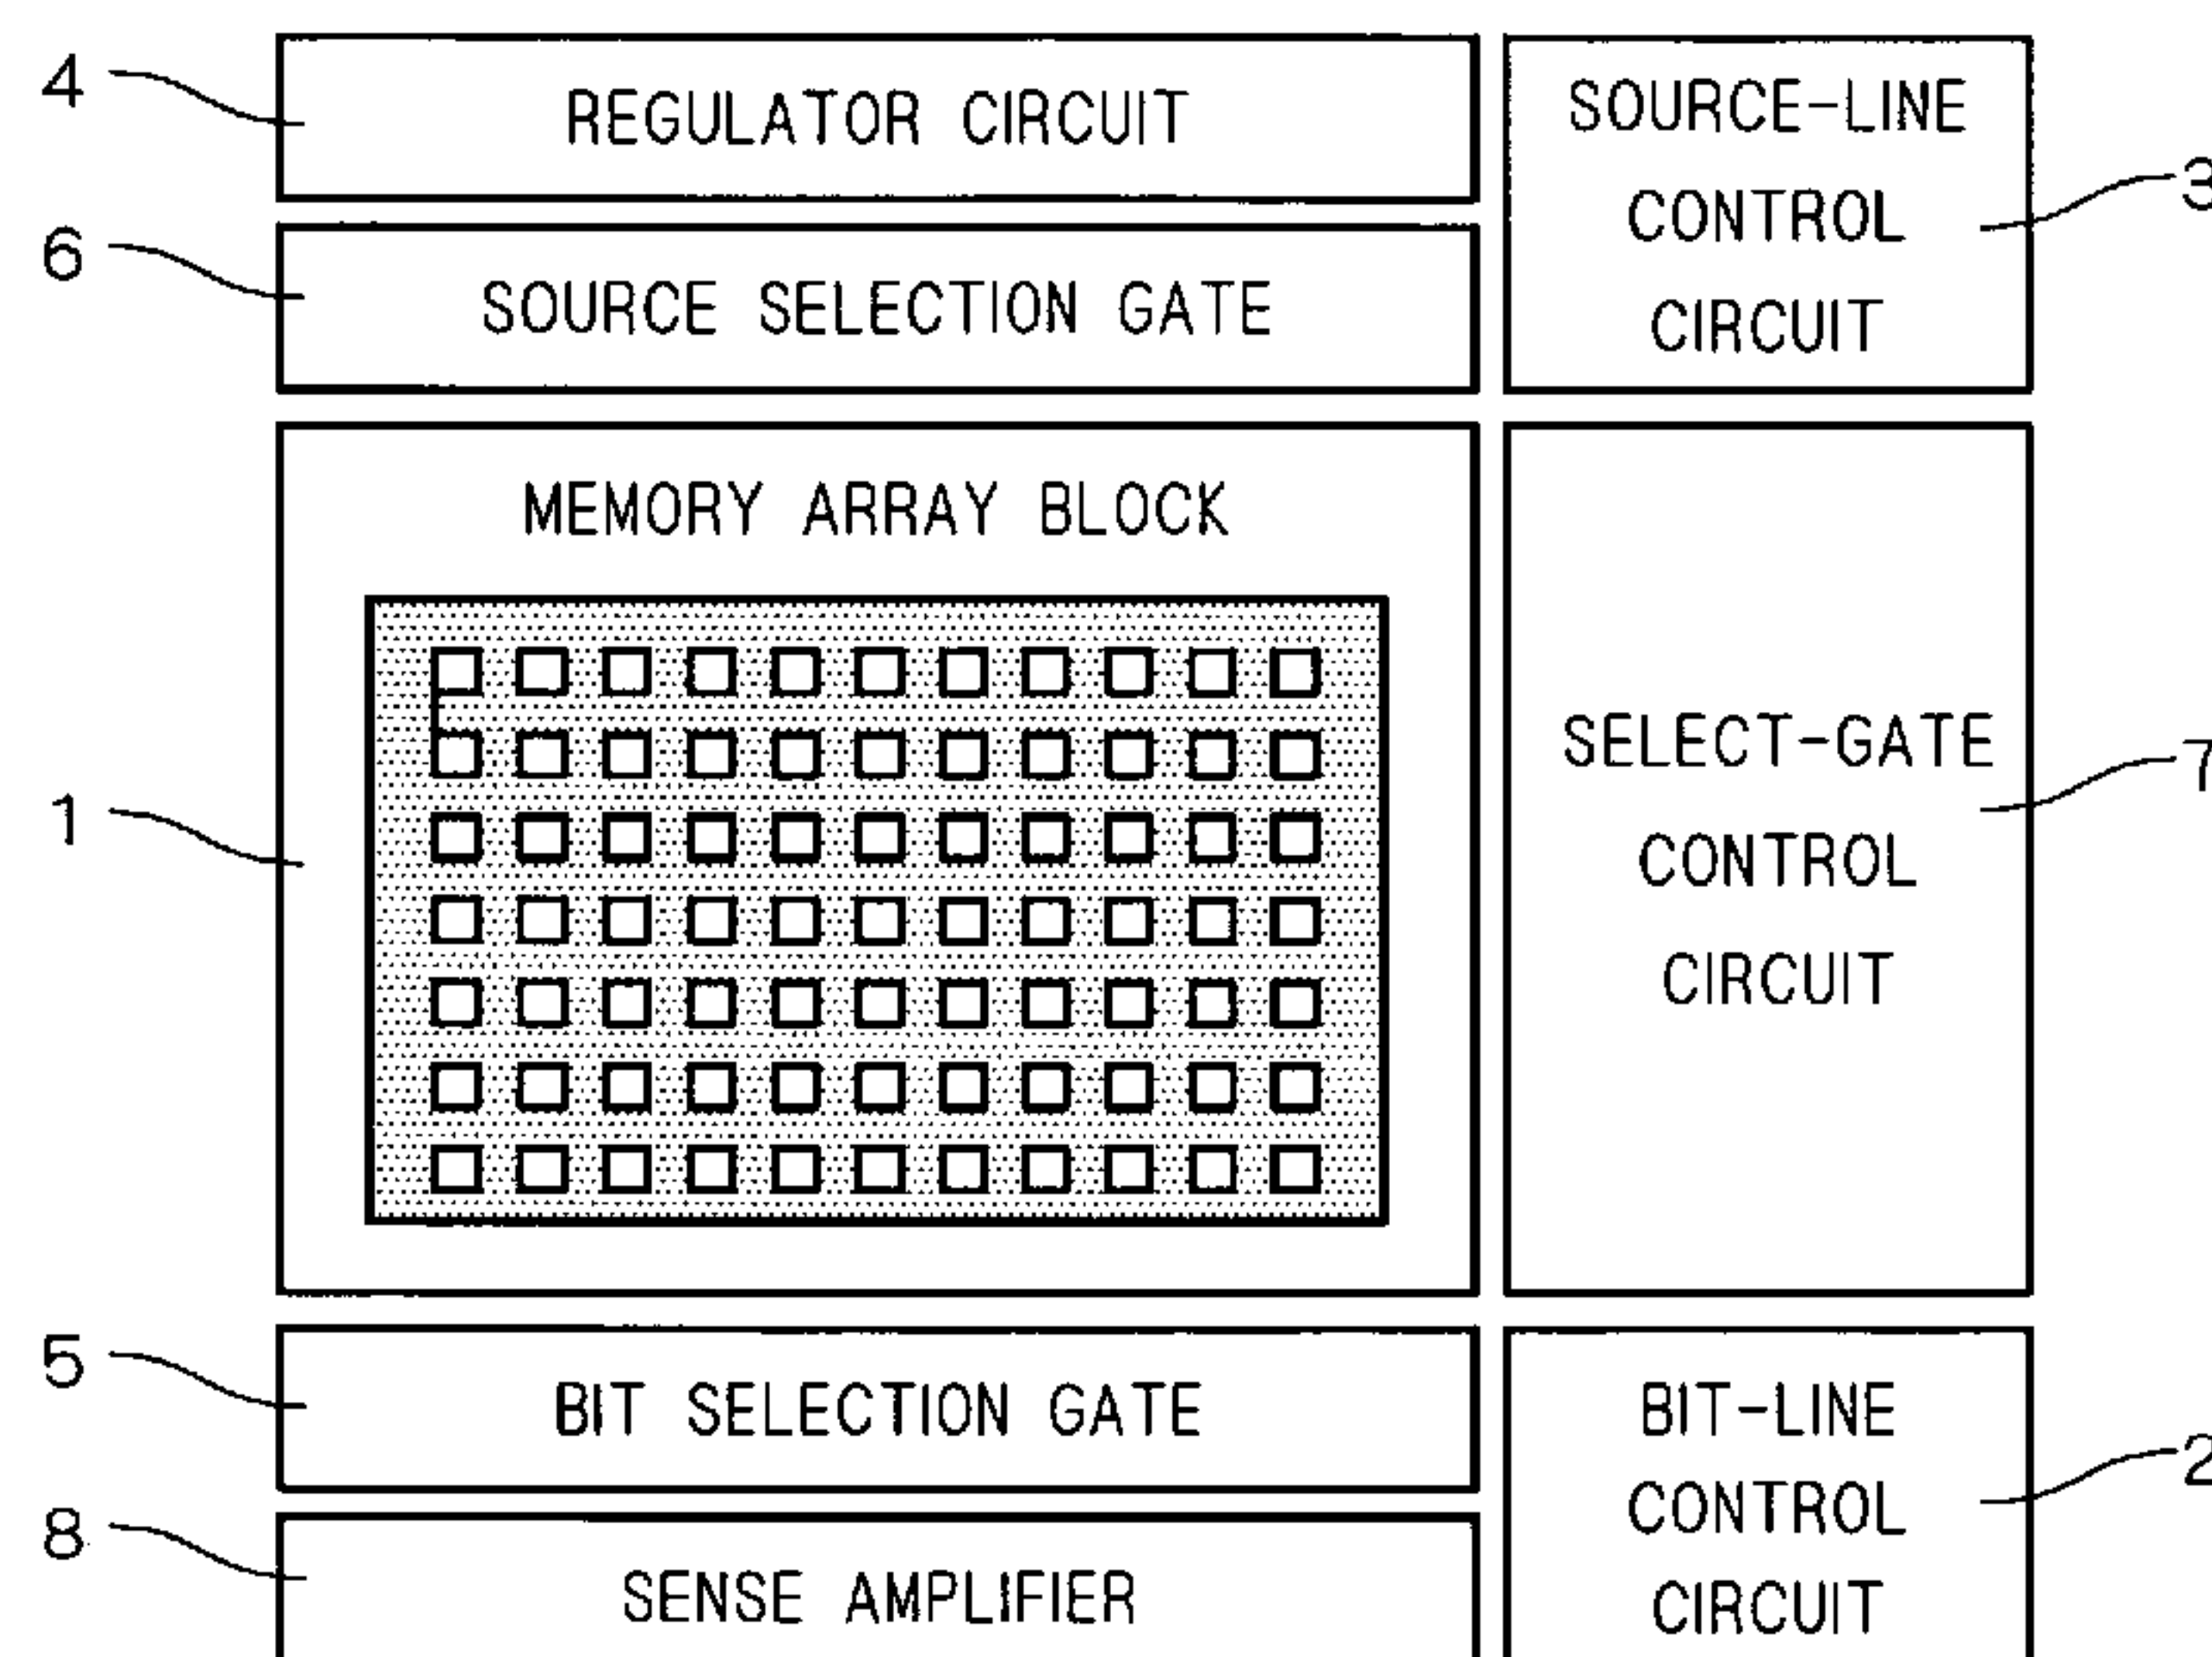 4
REGULATOR CIRCUIT
SOURCE-LINE
CONTROL
CIRCUIT
3
6
SOURCE SELECTION GATE
MEMORY ARRAY BLOCK
1
SELECT-GATE
CONTROL
CIRCUIT
7
5
BIT SELECTION GATE
BIT-LINE
CONTROL
CIRCUIT
2
8
SENSE AMPLIFIER